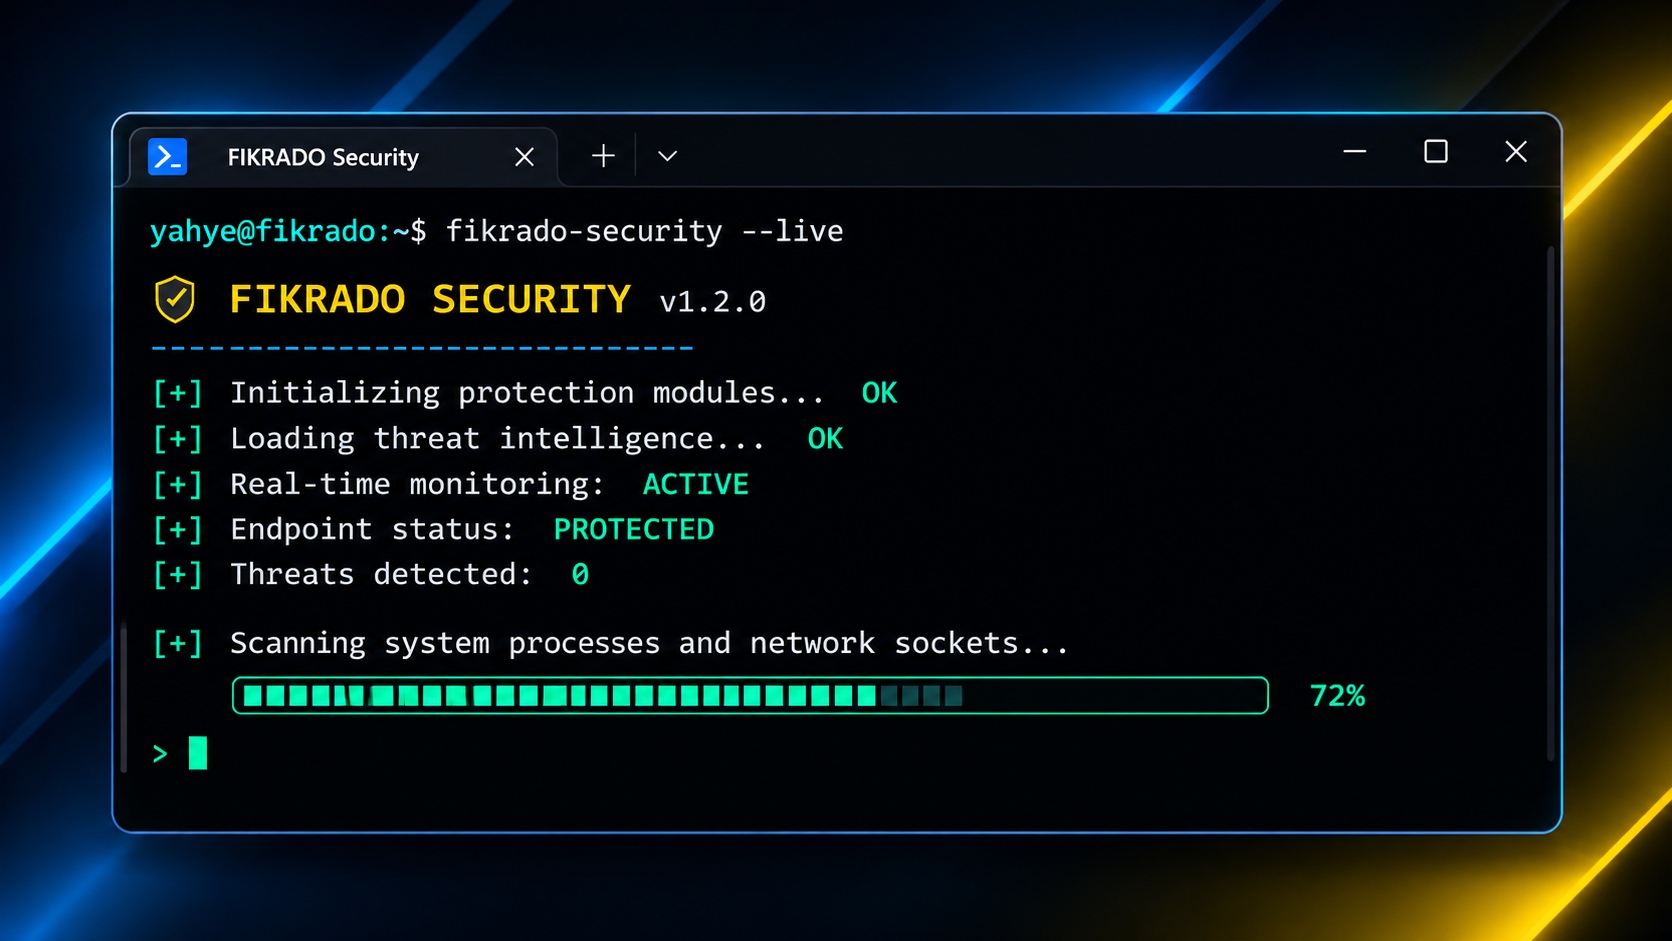 FIKRADO Security
yahye@fikrado:~$ fikrado-security --live
FIKRADO SECURITY v1.2.0
------------------------------
[+] Initializing protection modules... OK
[+] Loading threat intelligence... OK
[+] Real-time monitoring: ACTIVE
[+] Endpoint status: PROTECTED
[+] Threats detected: 0
[+] Scanning system processes and network sockets...
72%
>